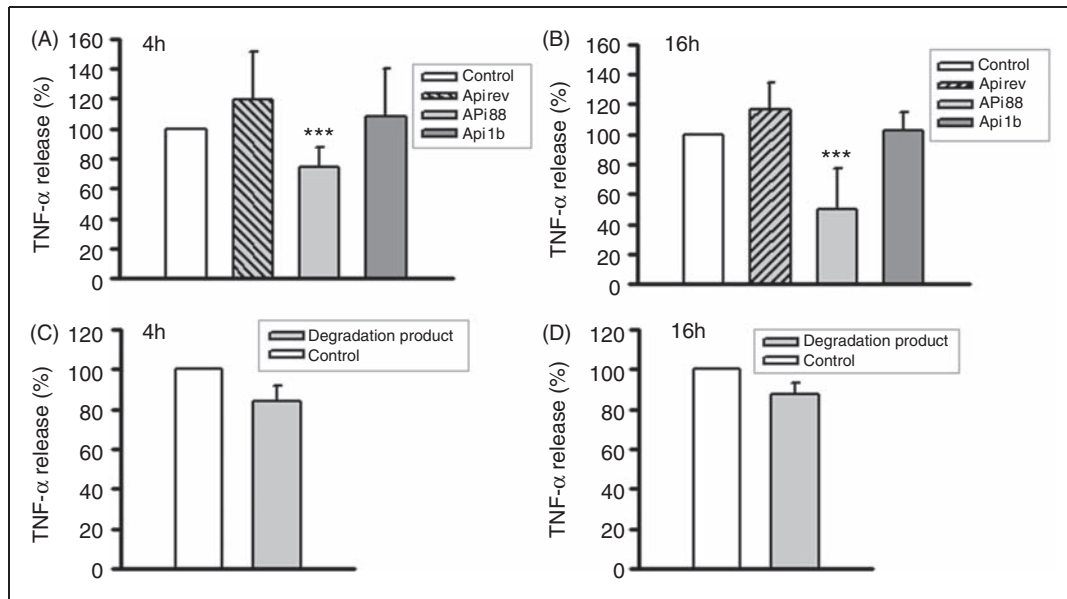 (A) 4h
TNF-α release (%)
160
140
120
100
80
60
40
20
0
***
Control
Apirev
APi88
Api1b
(B) 16h
TNF-α release (%)
160
140
120
100
80
60
40
20
0
***
Control
Apirev
APi88
Api1b
(C) 4h
TNF-α release (%)
120
100
80
60
40
20
0
Degradation product
Control
(D) 16h
TNF-α release (%)
120
100
80
60
40
20
0
Degradation product
Control